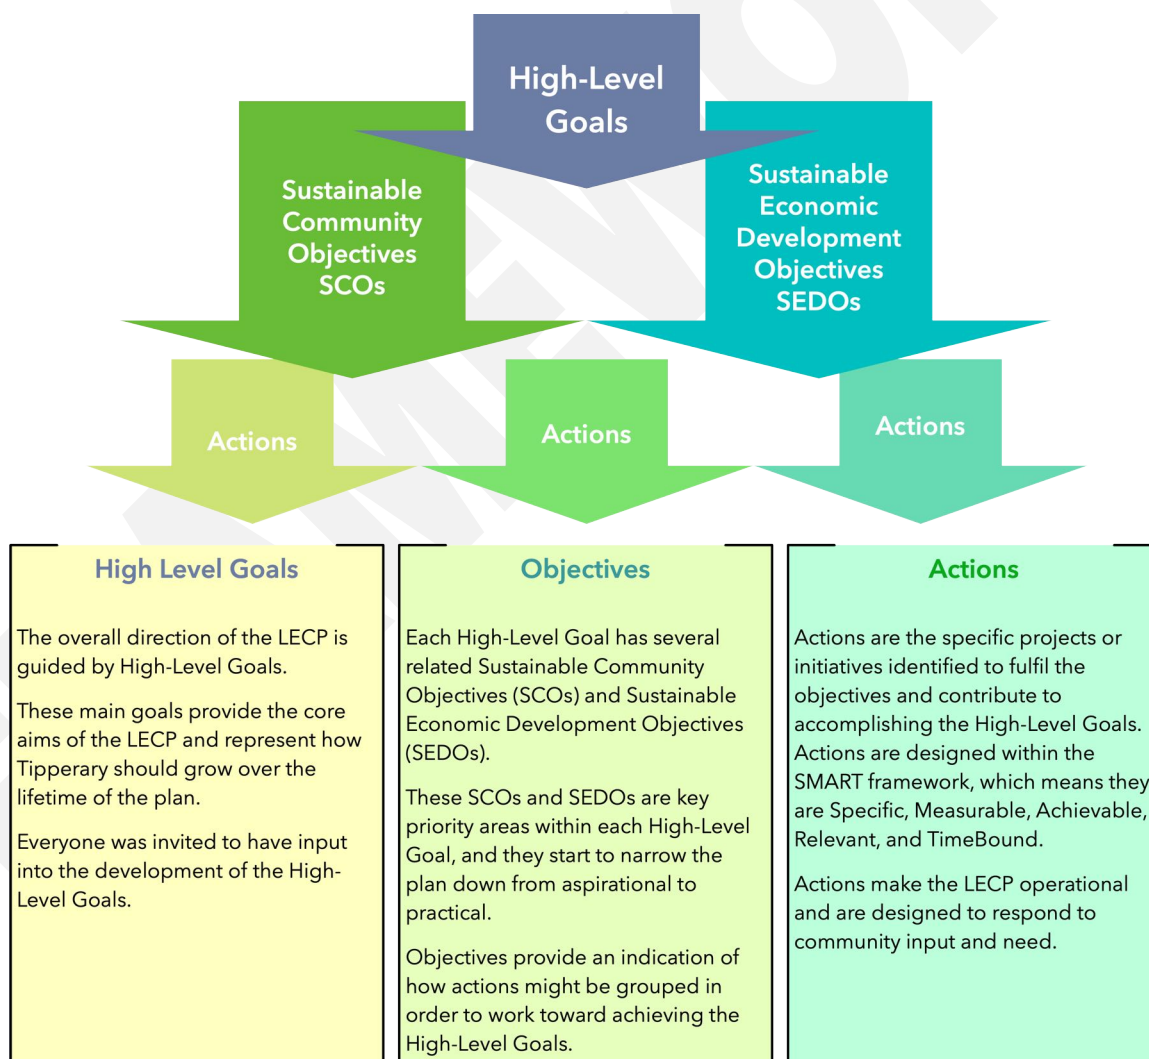 High-Level
Goals
Sustainable
Community
Objectives
SCOs
Sustainable
Economic
Development
Objectives
SEDOs
Actions
Actions
Actions
High Level Goals
The overall direction of the LECP is
guided by High-Level Goals.
These main goals provide the core
aims of the LECP and represent how
Tipperary should grow over the
lifetime of the plan.
Everyone was invited to have input
into the development of the High-
Level Goals.
Objectives
Each High-Level Goal has several
related Sustainable Community
Objectives (SCOs) and Sustainable
Economic Development Objectives
(SEDOs).
These SCOs and SEDOs are key
priority areas within each High-Level
Goal, and they start to narrow the
plan down from aspirational to
practical.
Objectives provide an indication of
how actions might be grouped in
order to work toward achieving the
High-Level Goals.
Actions
Actions are the specific projects or
initiatives identified to fulfil the
objectives and contribute to
accomplishing the High-Level Goals.
Actions are designed within the
SMART framework, which means they
are Specific, Measurable, Achievable,
Relevant, and TimeBound.
Actions make the LECP operational
and are designed to respond to
community input and need.